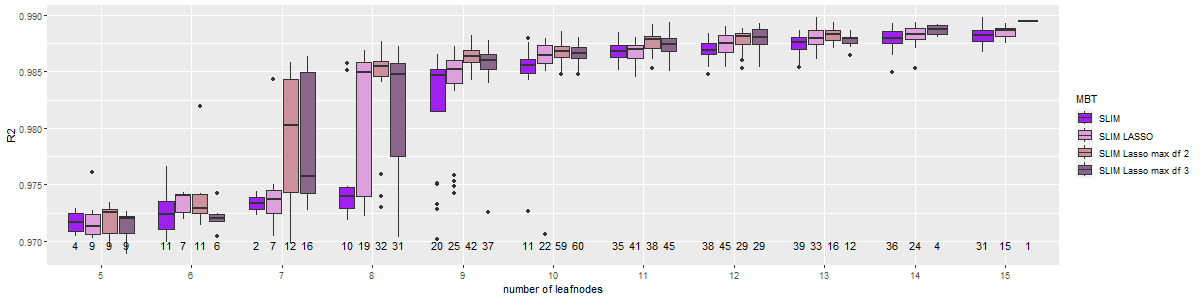 0.990
0.985
0.980
0.975
0.970
R2
4 9 9 9 11 7 11 6 2 7 12 16 10 19 32 31 20 25 42 37 11 22 59 60 35 41 38 45 38 45 29 29 39 33 16 12 36 24 4 31 15 1
5 6 7 8 9 10 11 12 13 14 15
number of leafnodes
MBT
SLIM
SLIM LASSO
SLIM Lasso max df 2
SLIM Lasso max df 3